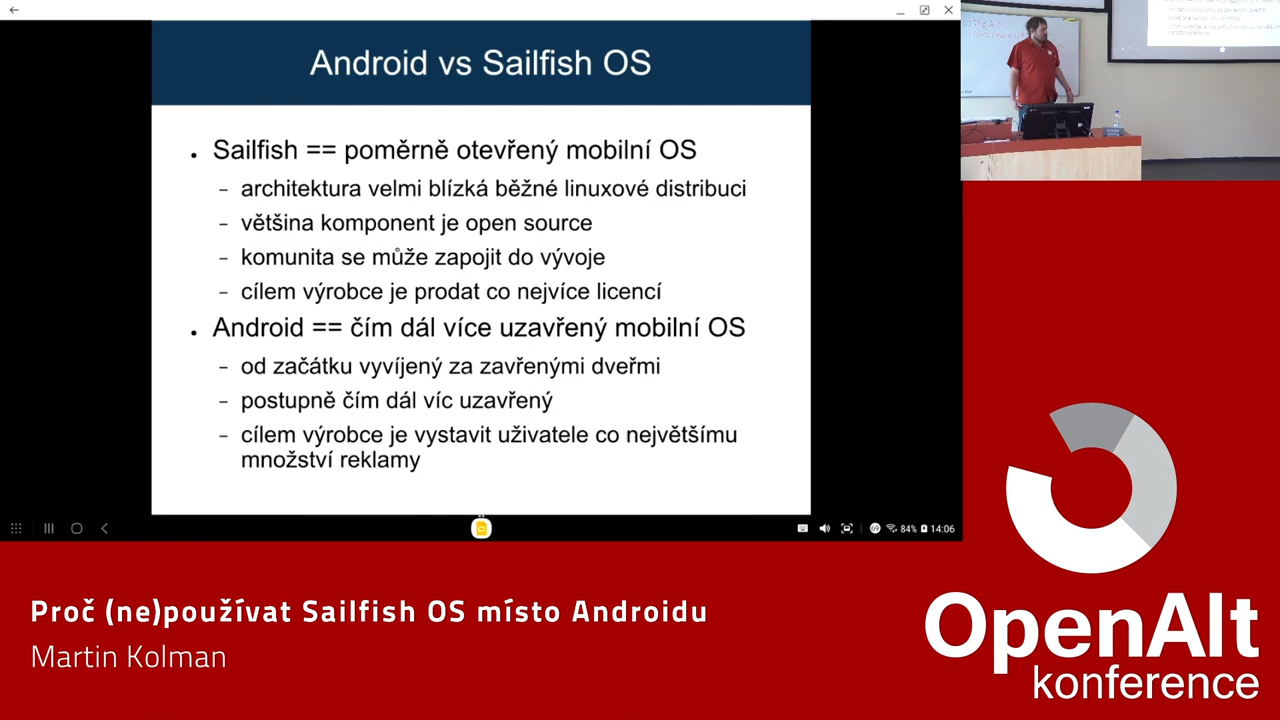 Android vs Sailfish OS
● Sailfish == poměrně otevřený mobilní OS
– architektura velmi blízká běžné linuxové distribuci
– většina komponent je open source
– komunita se může zapojit do vývoje
– cílem výrobce je prodat co nejvíce licencí
● Android == čím dál více uzavřený mobilní OS
– od začátku vyvíjený za zavřenými dveřmi
– postupně čím dál víc uzavřený
– cílem výrobce je vystavit uživatele co největšímu
množství reklamy
84% 14:06
Proč (ne)používat Sailfish OS místo Androidu
Martin Kolman
OpenAlt
konference